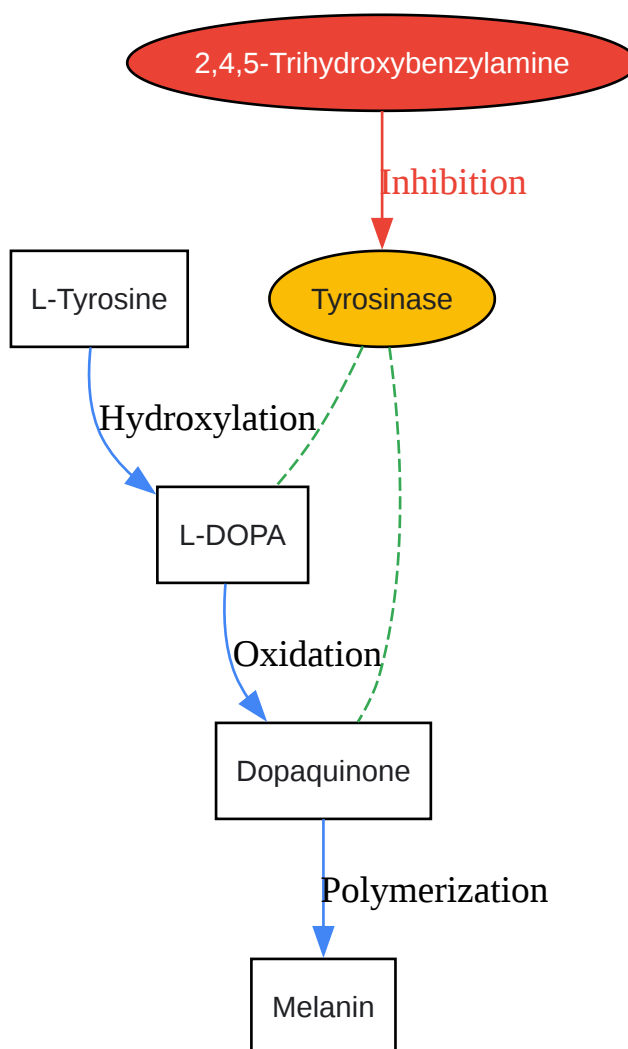 2,4,5-Trihydroxybenzylamine
Inhibition
L-Tyrosine
Tyrosinase
Hydroxylation
L-DOPA
Oxidation
Dopaquinone
Polymerization
Melanin